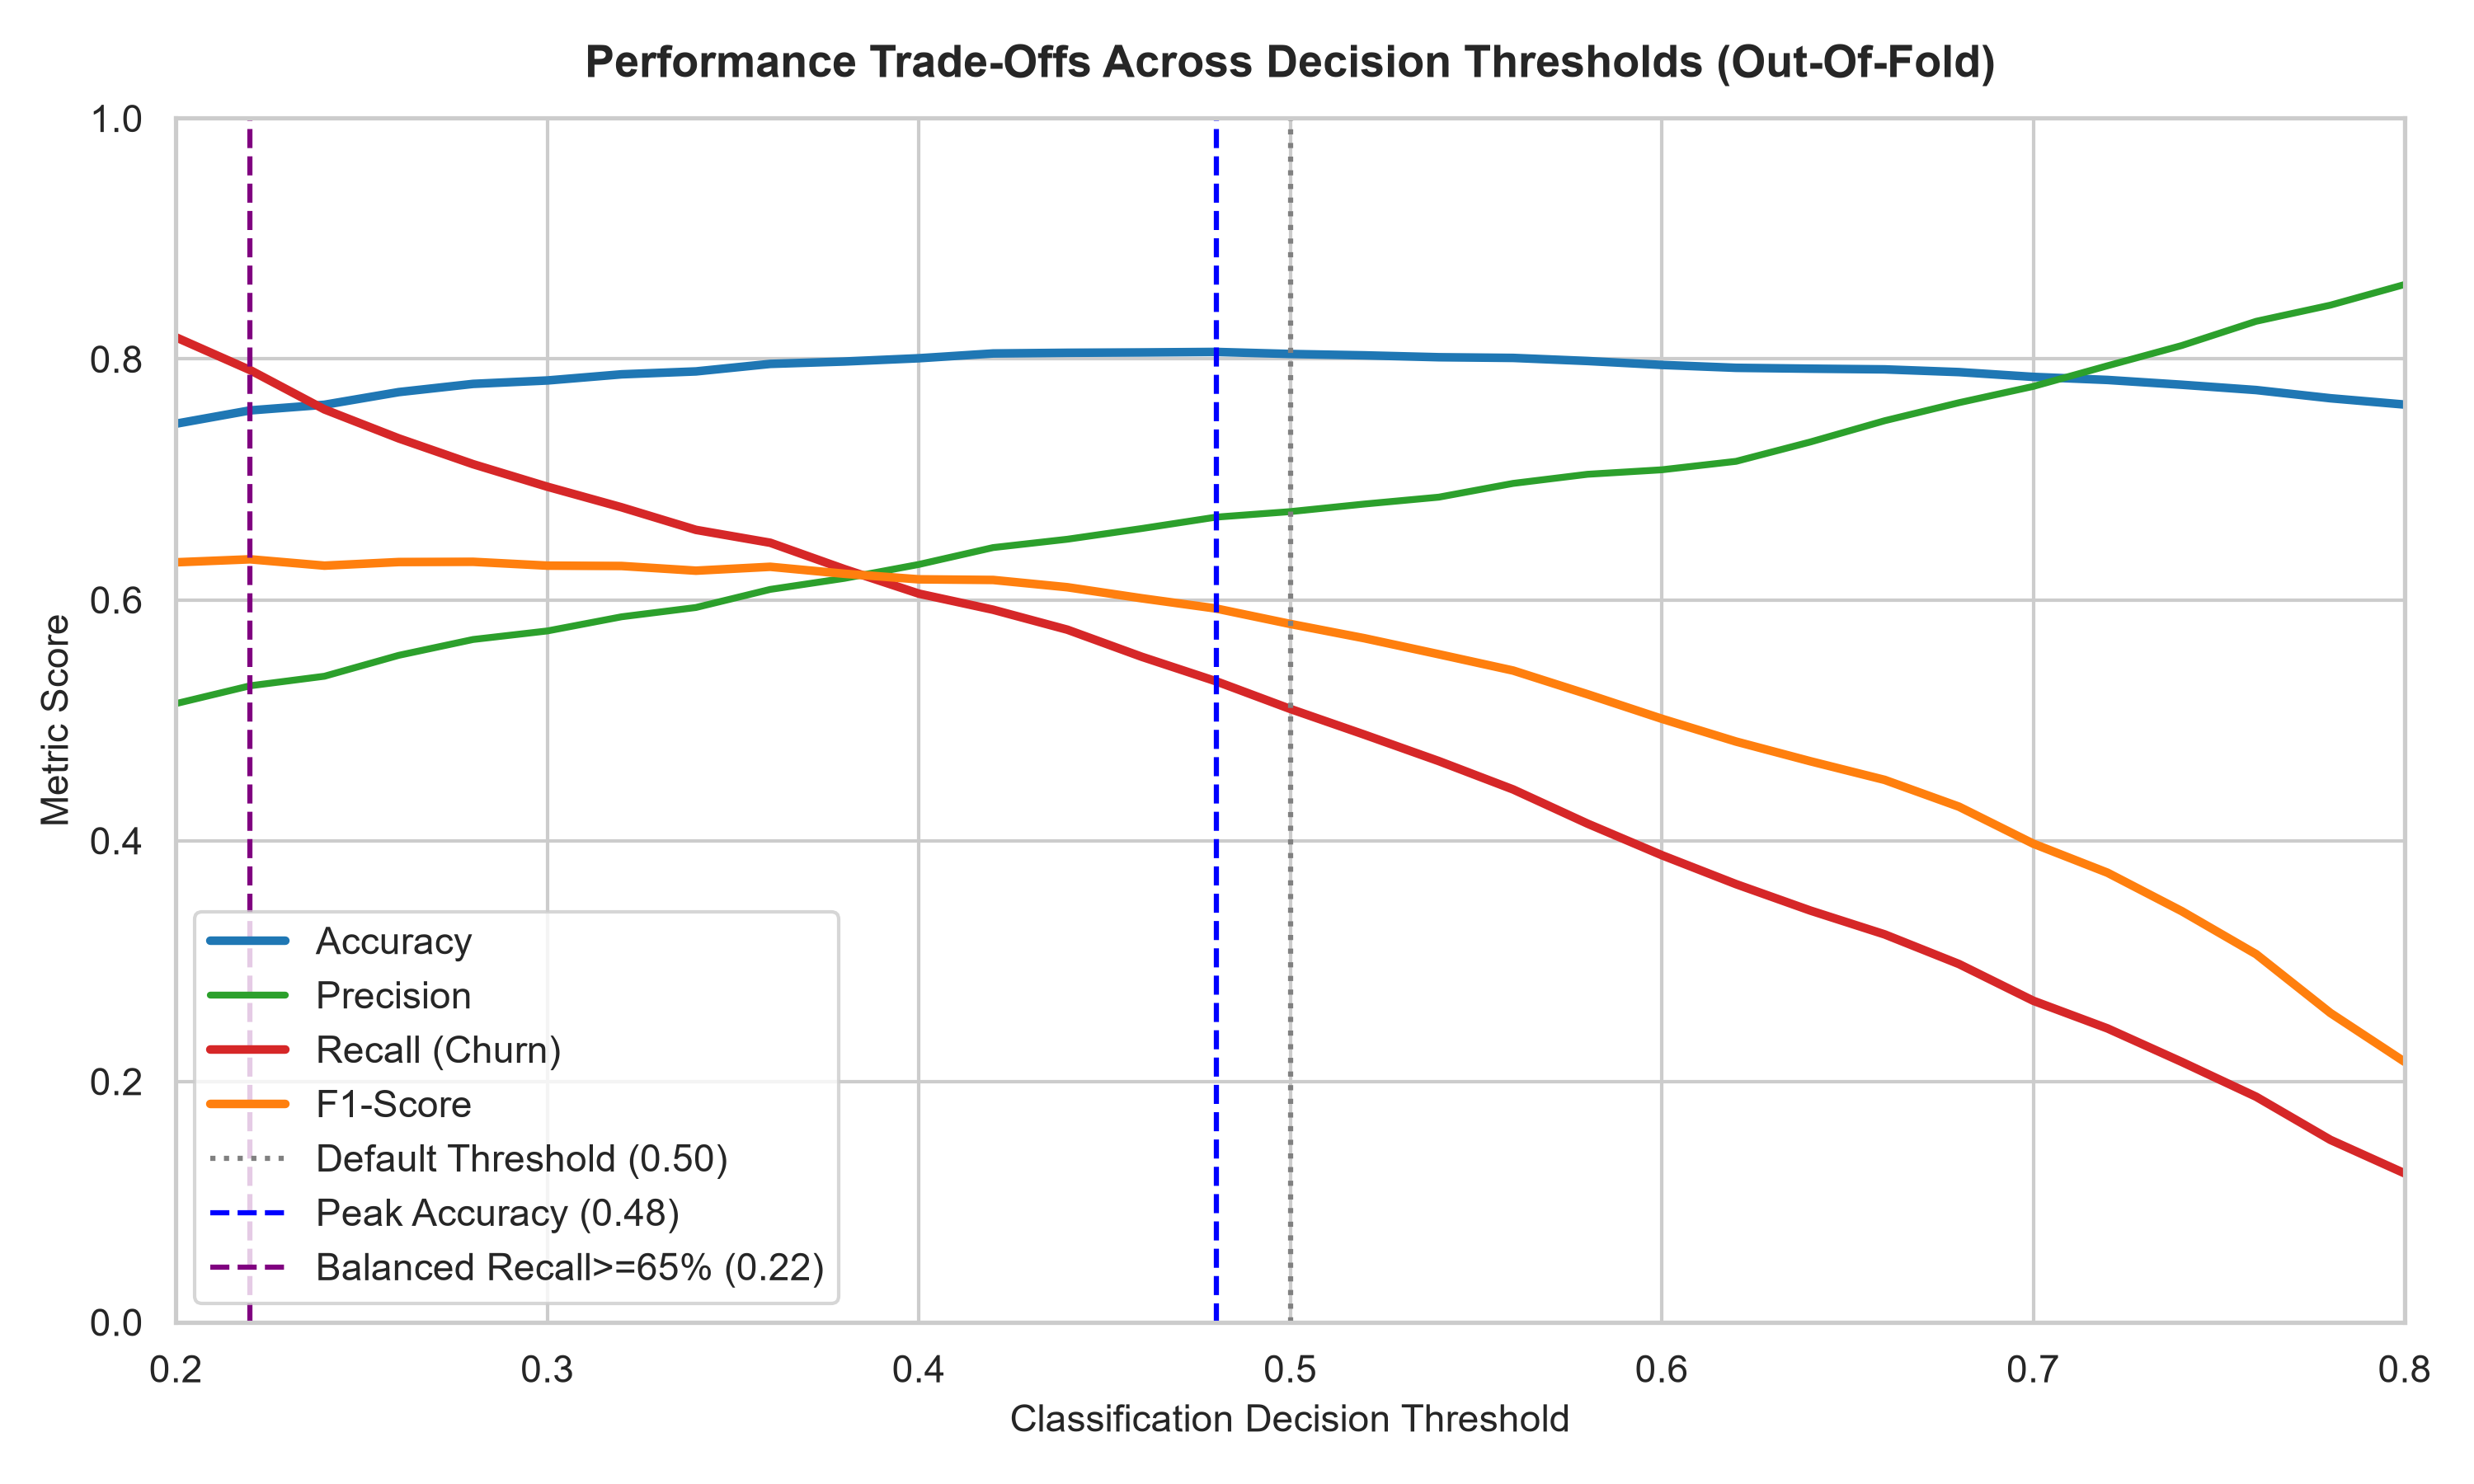 Performance Trade-Offs Across Decision Thresholds (Out-Of-Fold)
1.0
0.8
0.6
0.4
0.2
0.0
Metric Score
Accuracy
Precision
Recall (Churn)
F1-Score
Default Threshold (0.50)
Peak Accuracy (0.48)
Balanced Recall>=65% (0.22)
0.2 0.3 0.4 0.5 0.6 0.7 0.8
Classification Decision Threshold